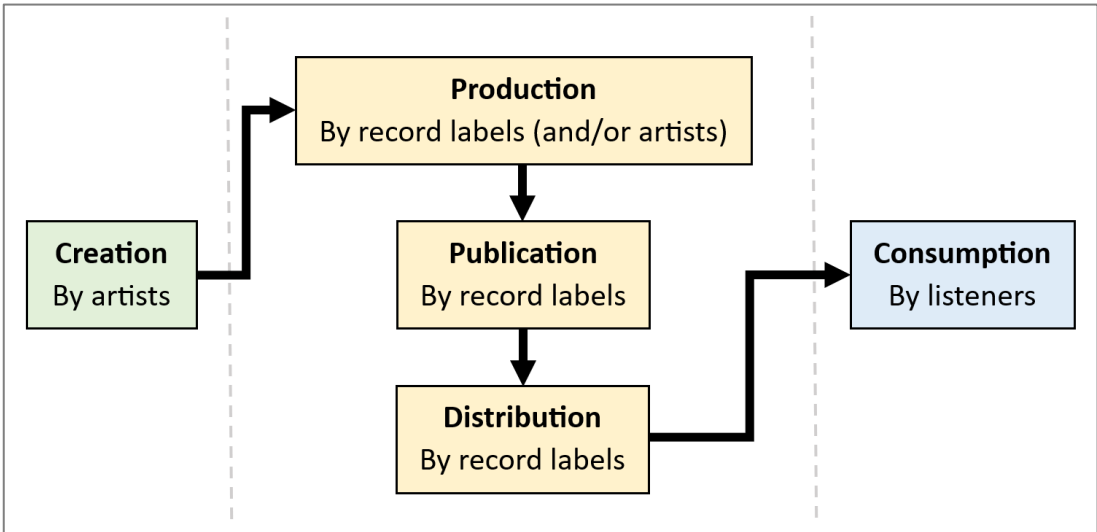 Creation
By artists
Production
By record labels (and/or artists)
Publication
By record labels
Distribution
By record labels
Consumption
By listeners